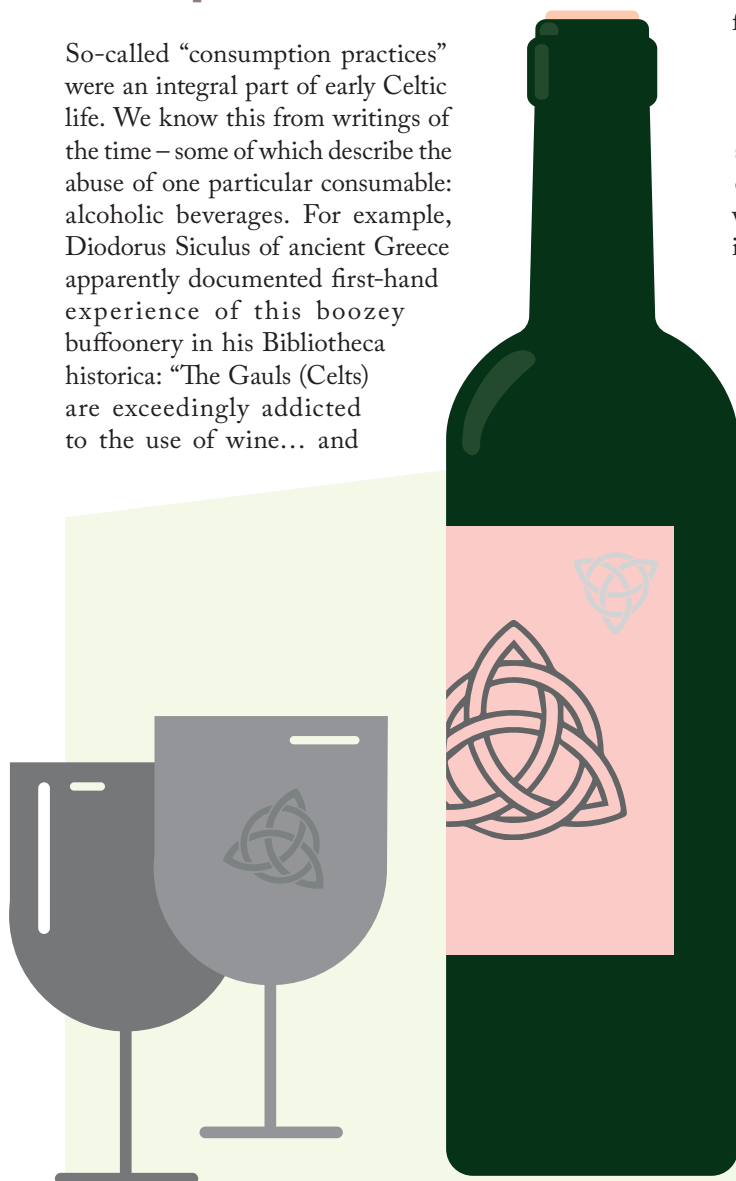 So-called “consumption practices”
were an integral part of early Celtic
life. We know this from writings of
the time – some of which describe the
abuse of one particular consumable:
alcoholic beverages. For example,
Diodorus Siculus of ancient Greece
apparently documented first-hand
experience of this boozey
buffoonery in his Bibliotheca
historica: “The Gauls (Celts)
are exceedingly addicted
to the use of wine… and